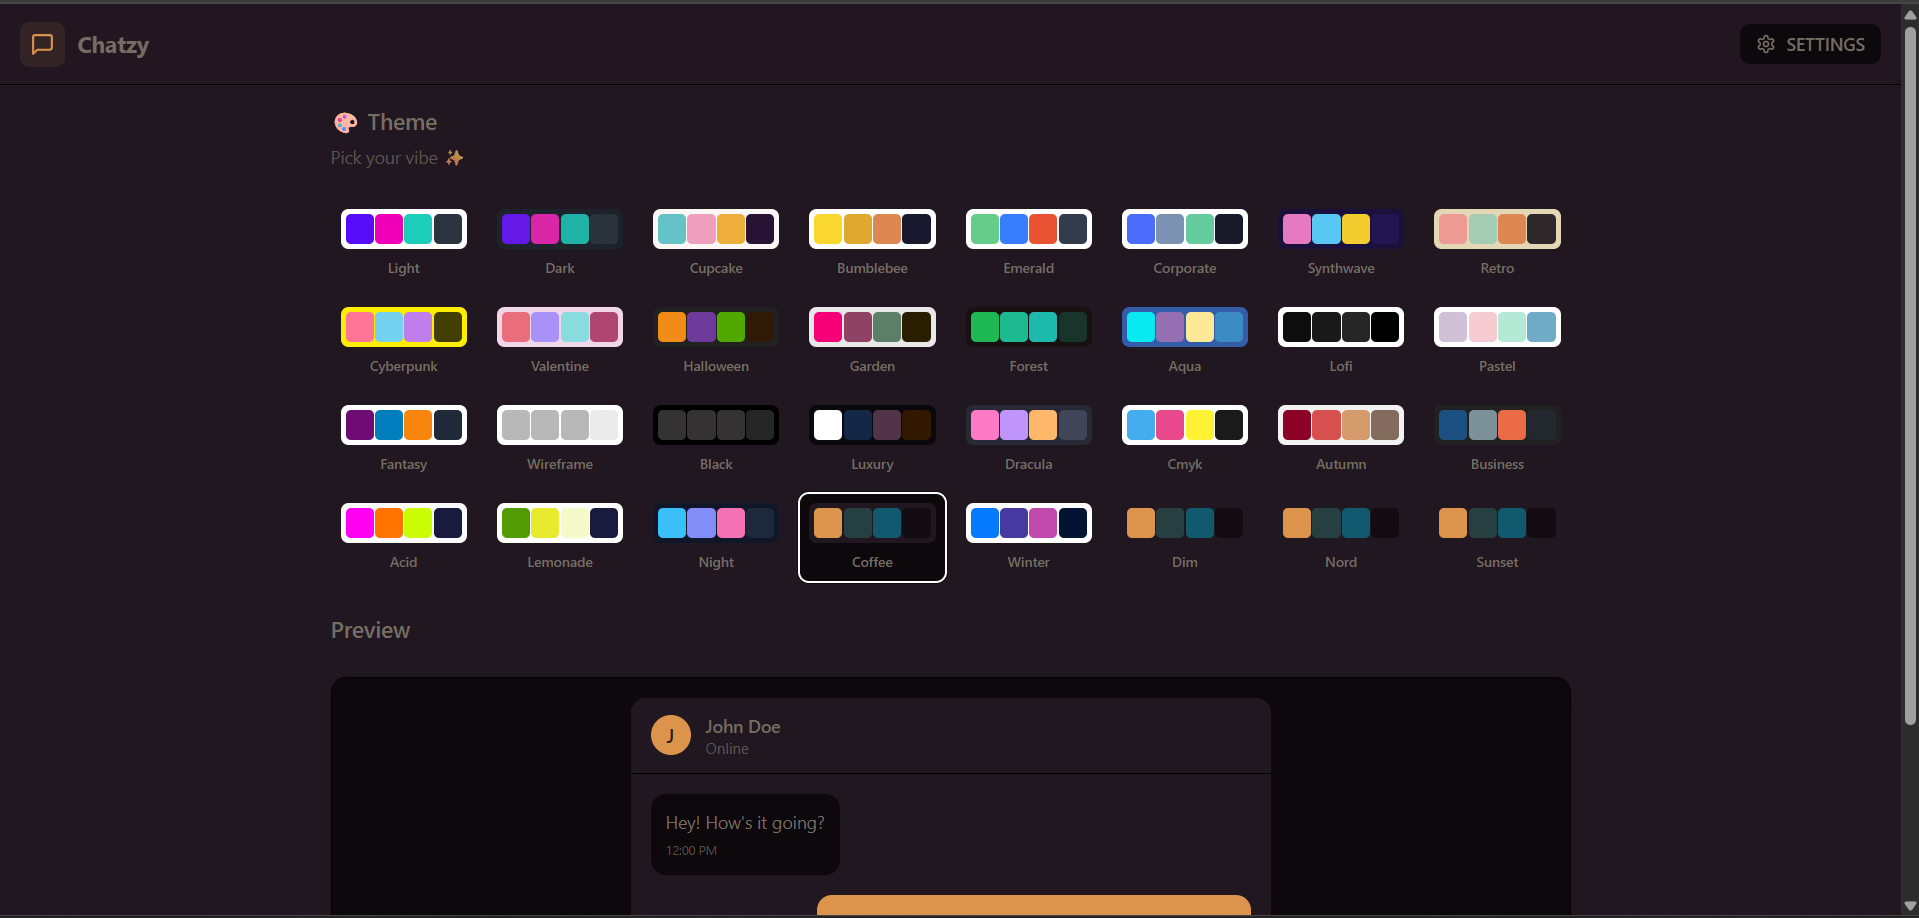 Chatzy
SETTINGS
🎨 Theme
Pick your vibe ✨
Light Dark Cupcake Bumblebee Emerald Corporate Synthwave Retro
Cyberpunk Valentine Halloween Garden Forest Aqua Lofi Pastel
Fantasy Wireframe Black Luxury Dracula Cmyk Autumn Business
Acid Lemonade Night Coffee Winter Dim Nord Sunset
Preview
J
John Doe
Online
Hey! How's it going?
12:00 PM